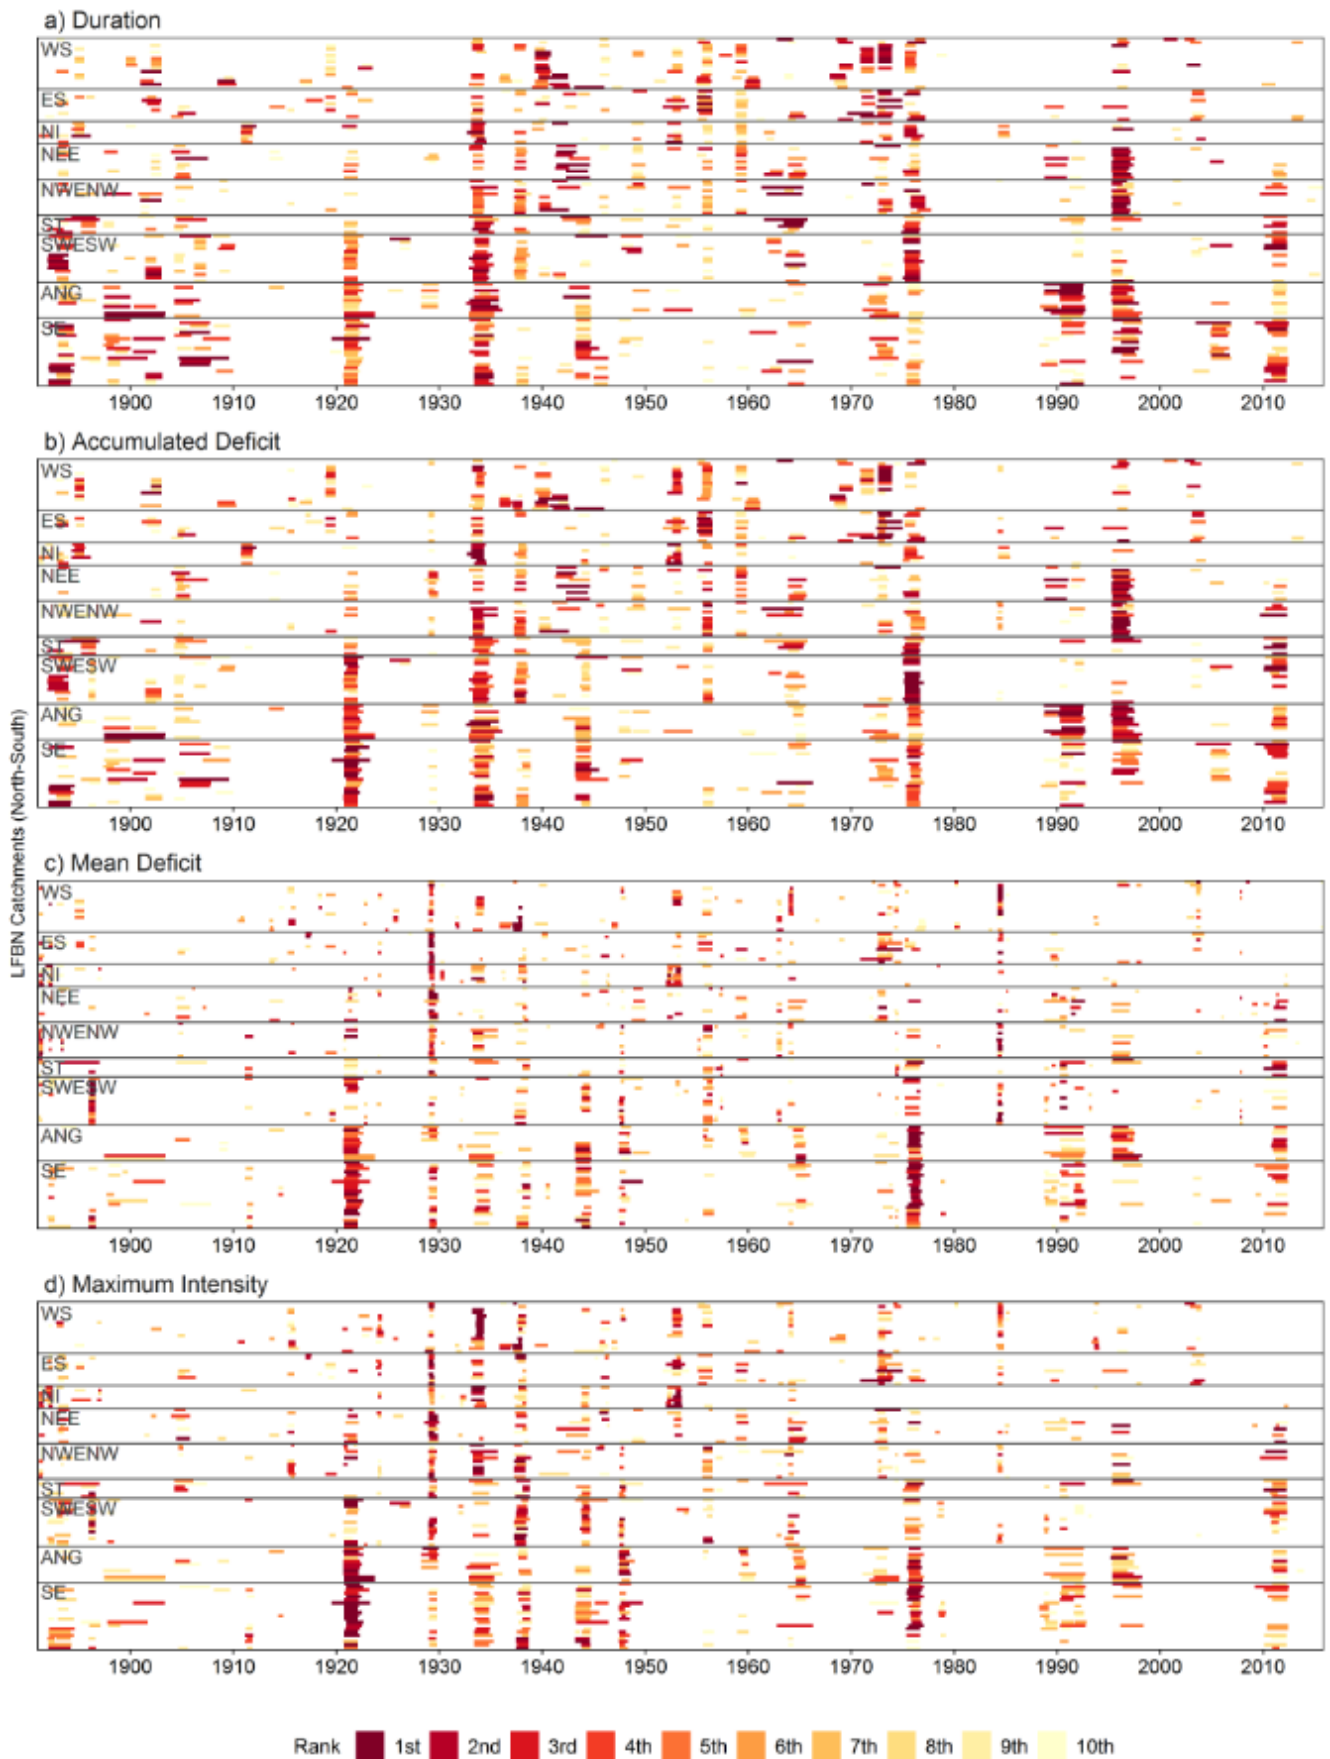 a) Duration
WS
ES
NI
NEE
NWENW
ST
SWESW
ANG
SE
1900 1910 1920 1930 1940 1950 1960 1970 1980 1990 2000 2010
b) Accumulated Deficit
WS
ES
NI
NEE
NWENW
ST
SWESW
ANG
SE
1900 1910 1920 1930 1940 1950 1960 1970 1980 1990 2000 2010
LFBN Catchments (North-South)
c) Mean Deficit
WS
ES
NI
NEE
NWENW
ST
SWESW
ANG
SE
1900 1910 1920 1930 1940 1950 1960 1970 1980 1990 2000 2010
d) Maximum Intensity
WS
ES
NI
NEE
NWENW
ST
SWESW
ANG
SE
1900 1910 1920 1930 1940 1950 1960 1970 1980 1990 2000 2010
Rank 1st 2nd 3rd 4th 5th 6th 7th 8th 9th 10th